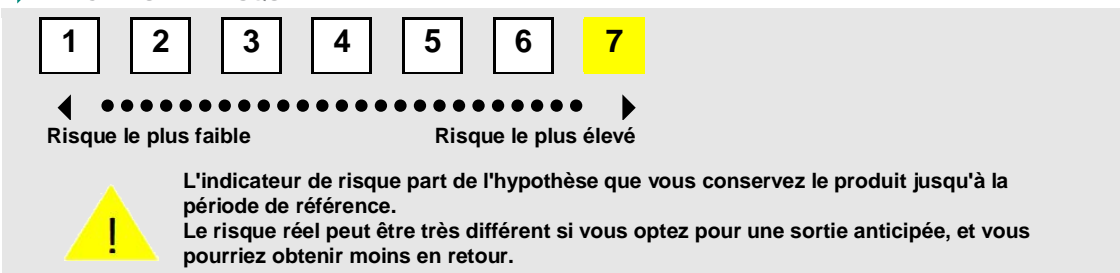 1 2 3 4 5 6 7
Risque le plus faible Risque le plus élevé
L'indicateur de risque part de l'hypothèse que vous conservez le produit jusqu'à la
période de référence.
Le risque réel peut être très différent si vous optez pour une sortie anticipée, et vous
pourriez obtenir moins en retour.
!